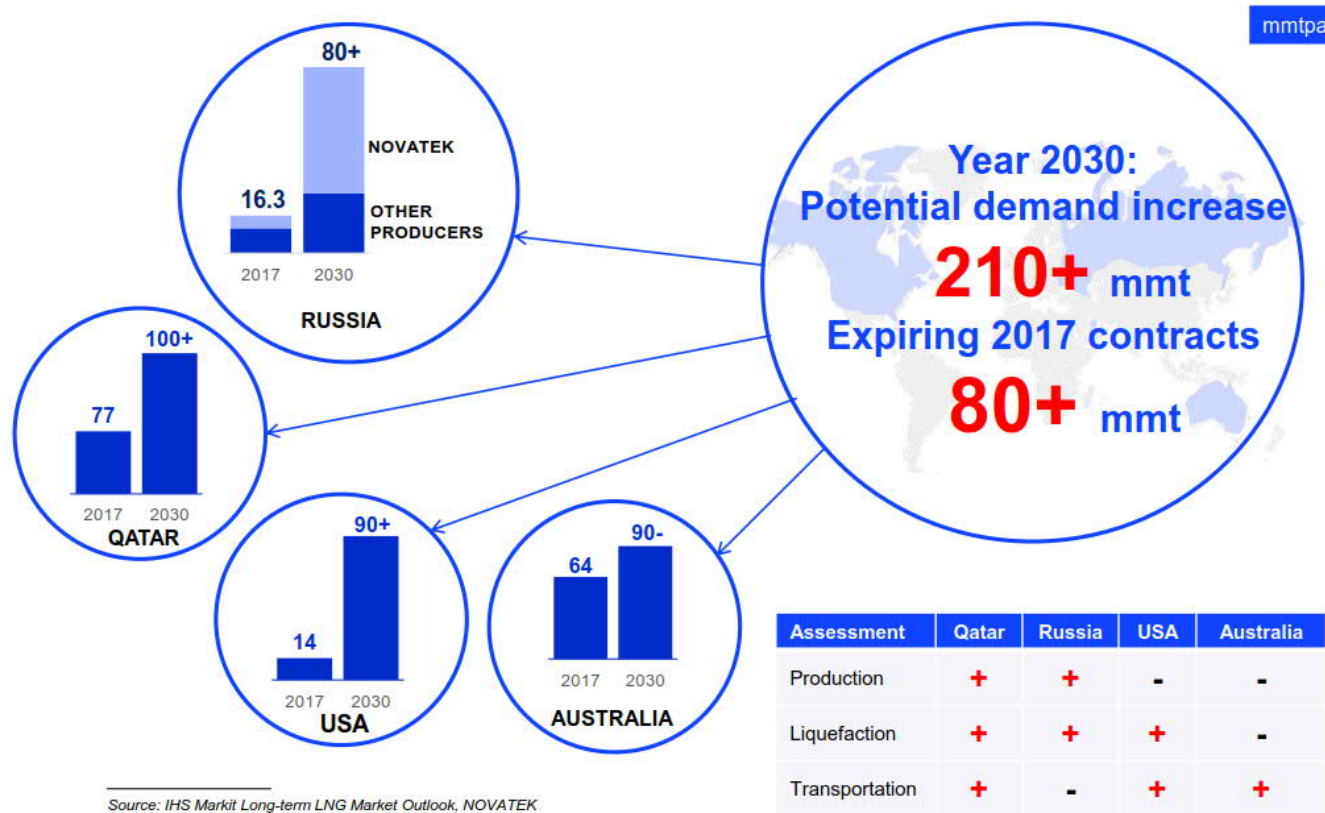 mmtpa
80+
NOVATEK
16.3
OTHER
PRODUCERS
2017 2030
RUSSIA
100+
77
2017 2030
QATAR
90+
14
2017 2030
USA
90-
64
2017 2030
AUSTRALIA
Year 2030:
Potential demand increase
210+ mmt
Expiring 2017 contracts
80+ mmt
Assessment Qatar Russia USA Australia
Production + + - -
Liquefaction + + + -
Transportation + - + +
Source: IHS Markit Long-term LNG Market Outlook, NOVATEK